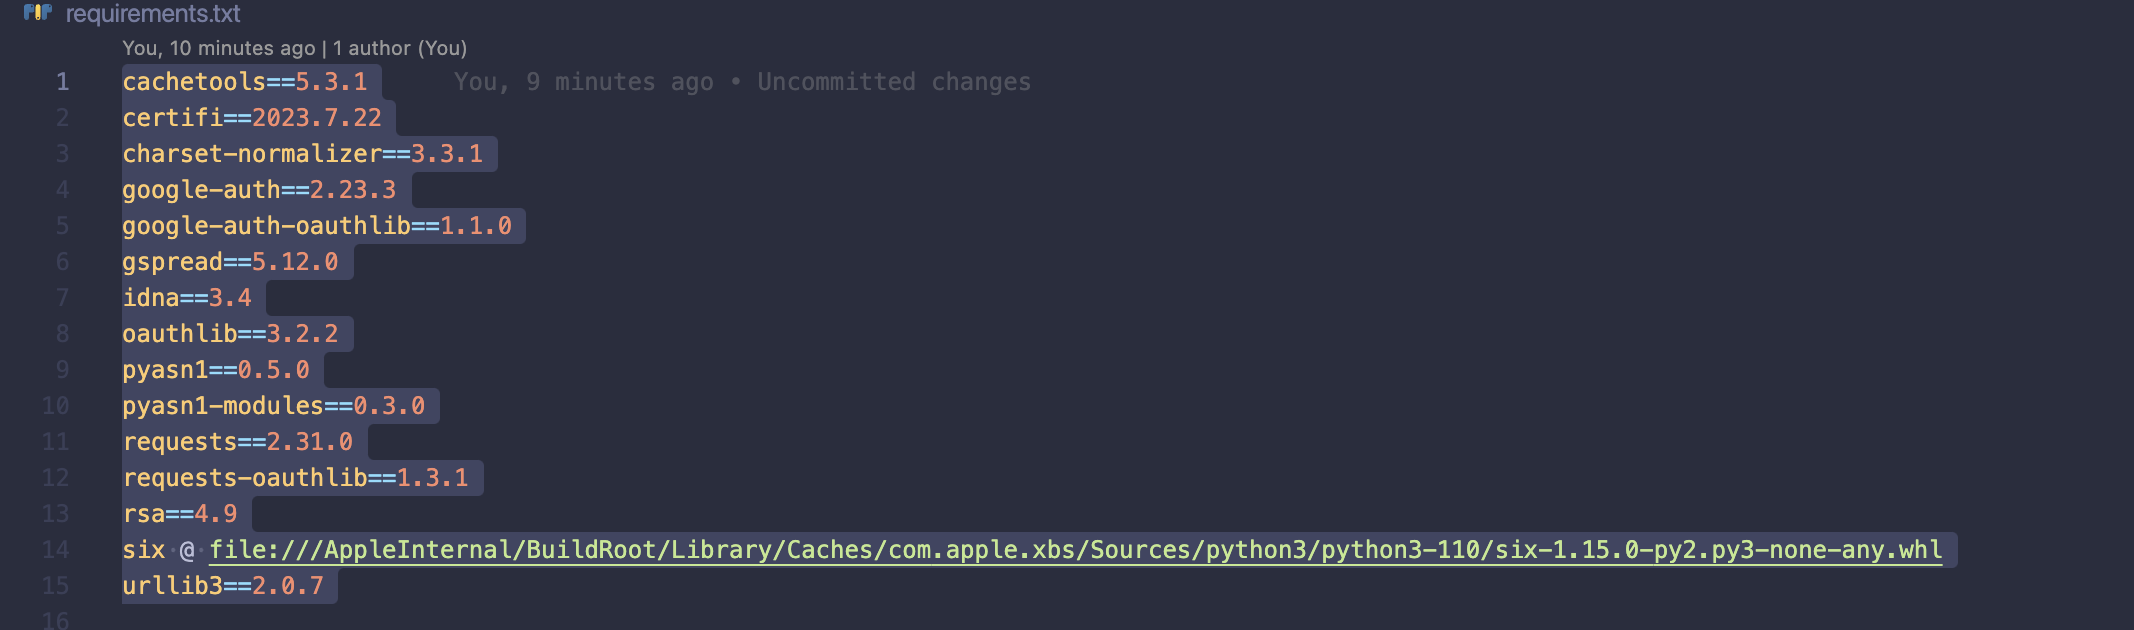 requirements.txt
You, 10 minutes ago | 1 author (You)
1 cachetools==5.3.1 You, 9 minutes ago • Uncommitted changes
2 certifi==2023.7.22
3 charset-normalizer==3.3.1
4 google-auth==2.23.3
5 google-auth-oauthlib==1.1.0
6 gspread==5.12.0
7 idna==3.4
8 oauthlib==3.2.2
9 pyasn1==0.5.0
10 pyasn1-modules==0.3.0
11 requests==2.31.0
12 requests-oauthlib==1.3.1
13 rsa==4.9
14 six @ file:///AppleInternal/BuildRoot/Library/Caches/com.apple.xbs/Sources/python3/python3-110/six-1.15.0-py2.py3-none-any.whl
15 urllib3==2.0.7
16